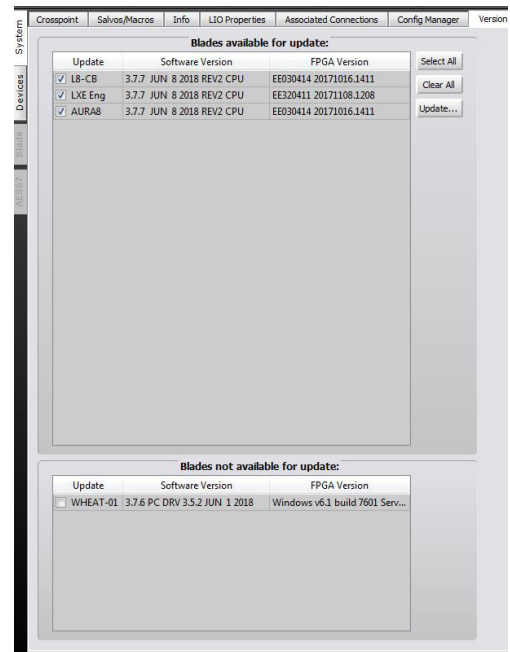 Crosspoint Salvos/Macros Info LIO Properties Associated Connections Config Manager Version
System
Devices
Blade
AES67
Blades available for update:
Update Software Version FPGA Version
L8-CB 3.7.7 JUN 8 2018 REV2 CPU EE030414 20171016.1411
LXE Eng 3.7.7 JUN 8 2018 REV2 CPU EE320411 20171108.1208
AURA8 3.7.7 JUN 8 2018 REV2 CPU EE030414 20171016.1411
Select All
Clear All
Update...
Blades not available for update:
Update Software Version FPGA Version
WHEAT-01 3.7.6 PC DRV 3.5.2 JUN 1 2018 Windows v6.1 build 7601 Serv...